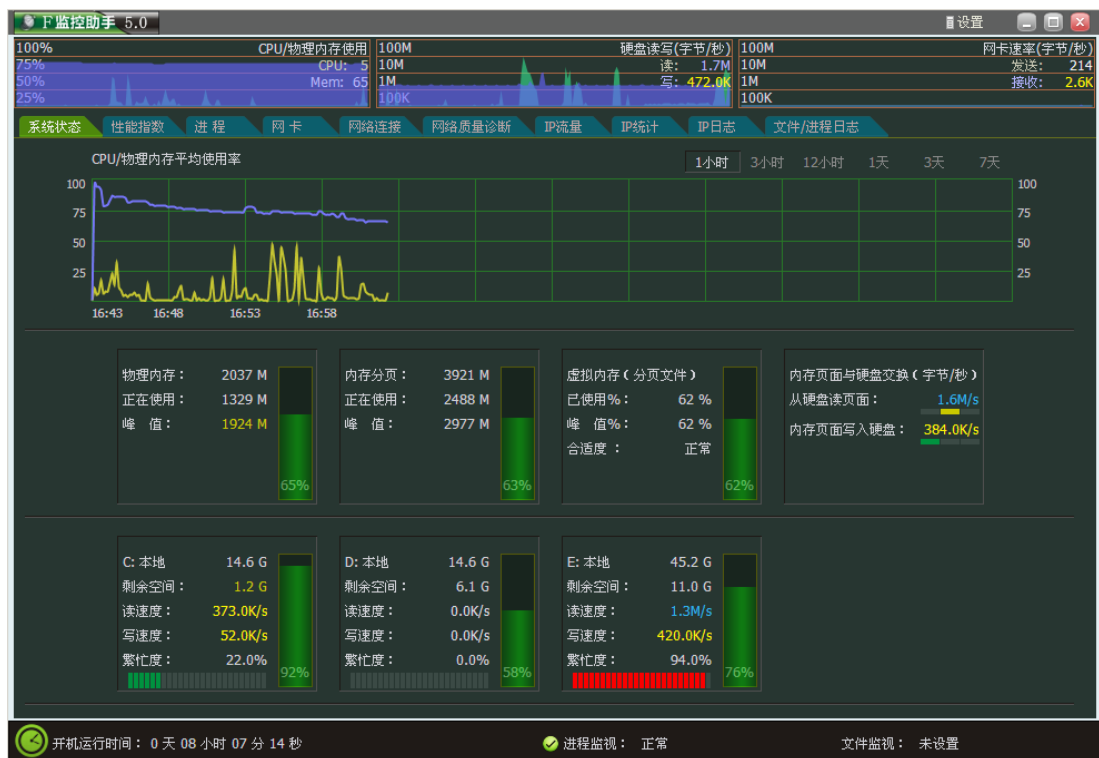 F监控助手 5.0 设置
100% CPU/物理内存使用 100M 硬盘读写(字节/秒) 100M 网卡速率(字节/秒)
75% CPU: 5 10M 读: 1.7M 10M 发送: 214
50% Mem: 65 1M 写: 472.0K 1M 接收: 2.6K
25% 100K 100K
系统状态 性能指数 进 程 网 卡 网络连接 网络质量诊断 IP流量 IP统计 IP日志 文件/进程日志
CPU/物理内存平均使用率 1小时 3小时 12小时 1天 3天 7天
100 100
75 75
50 50
25 25
16:43 16:48 16:53 16:58
物理内存： 2037 M 内存分页： 3921 M 虚拟内存(分页文件) 内存页面与硬盘交换(字节/秒)
正在使用： 1329 M 正在使用： 2488 M 已使用%： 62 % 从硬盘读页面： 1.6M/s
峰 值： 1924 M 峰 值： 2977 M 峰 值%： 62 % 内存页面写入硬盘： 384.0K/s
合适度 ： 正常
65% 63% 62%
C: 本地 14.6 G D: 本地 14.6 G E: 本地 45.2 G
剩余空间： 1.2 G 剩余空间： 6.1 G 剩余空间： 11.0 G
读速度： 373.0K/s 读速度： 0.0K/s 读速度： 1.3M/s
写速度： 52.0K/s 写速度： 0.0K/s 写速度： 420.0K/s
繁忙度： 22.0% 繁忙度： 0.0% 繁忙度： 94.0%
92% 58% 76%
开机运行时间： 0 天 08 小时 07 分 14 秒 进程监视： 正常 文件监视： 未设置